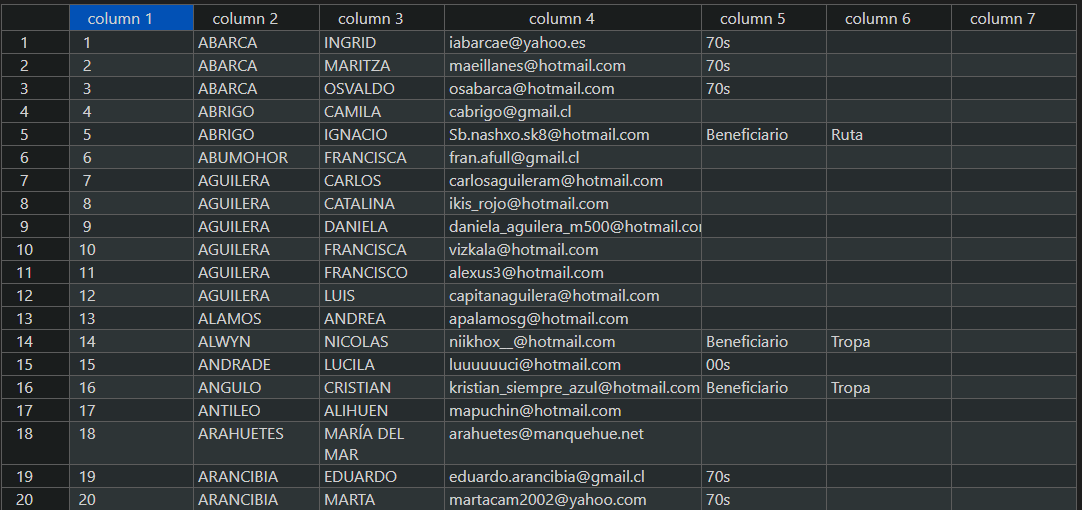 column 1 column 2 column 3 column 4 column 5 column 6 column 7
1 1 ABARCA INGRID iabarcae@yahoo.es 70s
2 2 ABARCA MARITZA maeillanes@hotmail.com 70s
3 3 ABARCA OSVALDO osabarca@hotmail.com 70s
4 4 ABRIGO CAMILA cabrigo@gmail.cl
5 5 ABRIGO IGNACIO Sb.nashxo.sk8@hotmail.com Beneficiario Ruta
6 6 ABUMOHOR FRANCISCA fran.afull@gmail.cl
7 7 AGUILERA CARLOS carlosaguileram@hotmail.com
8 8 AGUILERA CATALINA ikis_rojo@hotmail.com
9 9 AGUILERA DANIELA daniela_aguilera_m500@hotmail.co
10 10 AGUILERA FRANCISCA vizkala@hotmail.com
11 11 AGUILERA FRANCISCO alexus3@hotmail.com
12 12 AGUILERA LUIS capitanaguilera@hotmail.com
13 13 ALAMOS ANDREA apalamosg@hotmail.com
14 14 ALWYN NICOLAS niikhox__@hotmail.com Beneficiario Tropa
15 15 ANDRADE LUCILA luuuuuuci@hotmail.com 00s
16 16 ANGULO CRISTIAN kristian_siempre_azul@hotmail.com Beneficiario Tropa
17 17 ANTILEO ALIHUEN mapuchin@hotmail.com
18 18 ARAHUETES MARÍA DEL arahuetes@manquehue.net
MAR
19 19 ARANCIBIA EDUARDO eduardo.arancibia@gmail.cl 70s
20 20 ARANCIBIA MARTA martacam2002@yahoo.com 70s